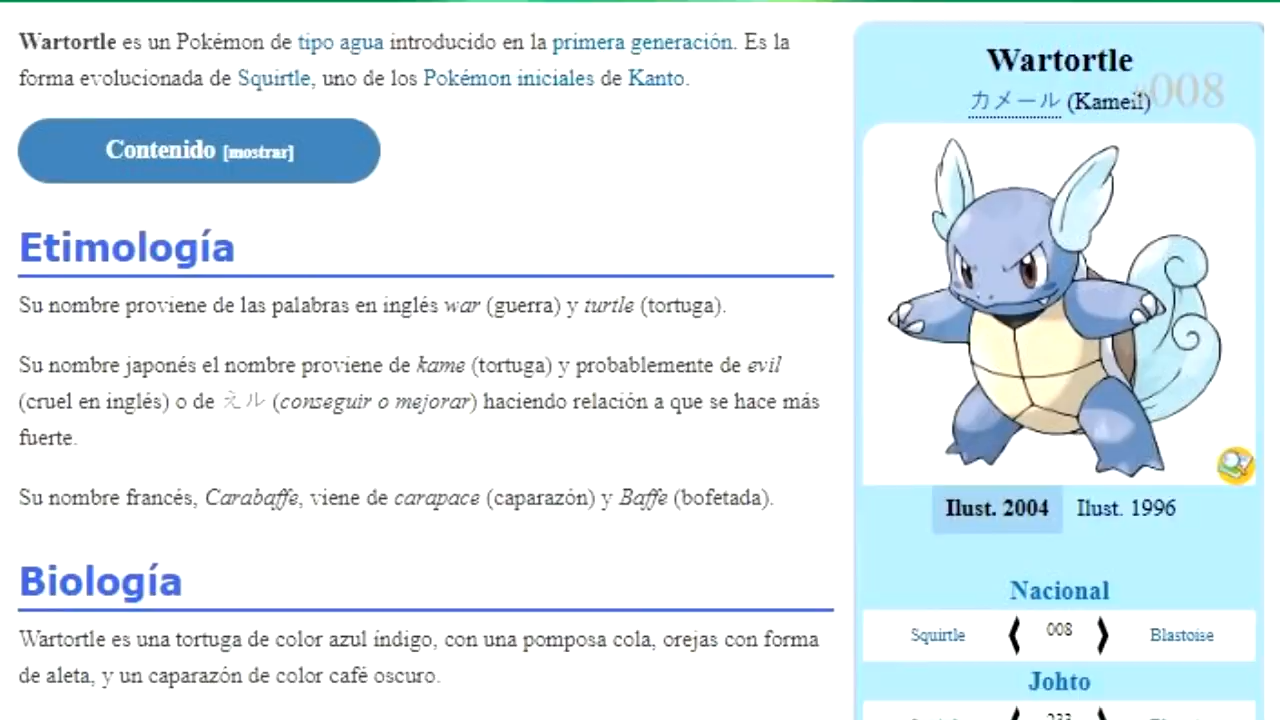 Wartortle es un Pokémon de tipo agua introducido en la primera generación. Es la
forma evolucionada de Squirtle, uno de los Pokémon iniciales de Kanto.
Contenido [mostrar]
Etimología
Su nombre proviene de las palabras en inglés war (guerra) y turtle (tortuga).
Su nombre japonés el nombre proviene de kame (tortuga) y probablemente de evil
(cruel en inglés) o de えル (conseguir o mejorar) haciendo relación a que se hace más
fuerte.
Su nombre francés, Carabaffe, viene de carapace (caparazón) y Baffe (bofetada).
Biología
Wartortle es una tortuga de color azul índigo, con una pomposa cola, orejas con forma
de aleta, y un caparazón de color café oscuro.
Wartortle
カメール (Kameil)
#008
Ilust. 2004 Ilust. 1996
Nacional
Squirtle ❰ 008 ❱ Blastoise
Johto
233